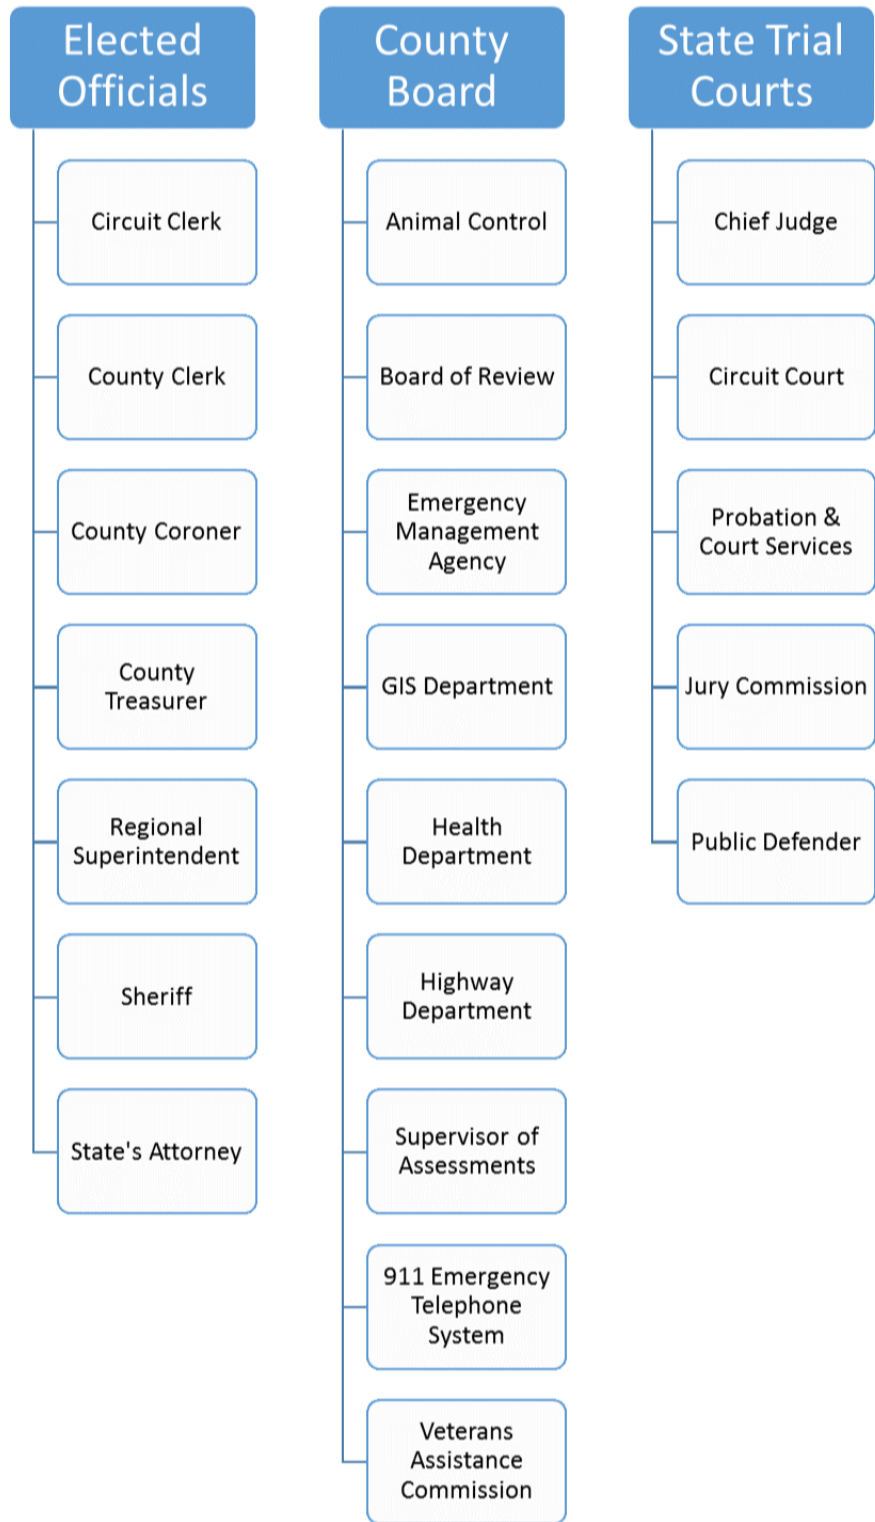 Elected
Officials
Circuit Clerk
County Clerk
County Coroner
County
Treasurer
Regional
Superintendent
Sheriff
State's Attorney
County
Board
Animal Control
Board of Review
Emergency
Management
Agency
GIS Department
Health
Department
Highway
Department
Supervisor of
Assessments
911 Emergency
Telephone
System
Veterans
Assistance
Commission
State Trial
Courts
Chief Judge
Circuit Court
Probation &
Court Services
Jury Commission
Public Defender